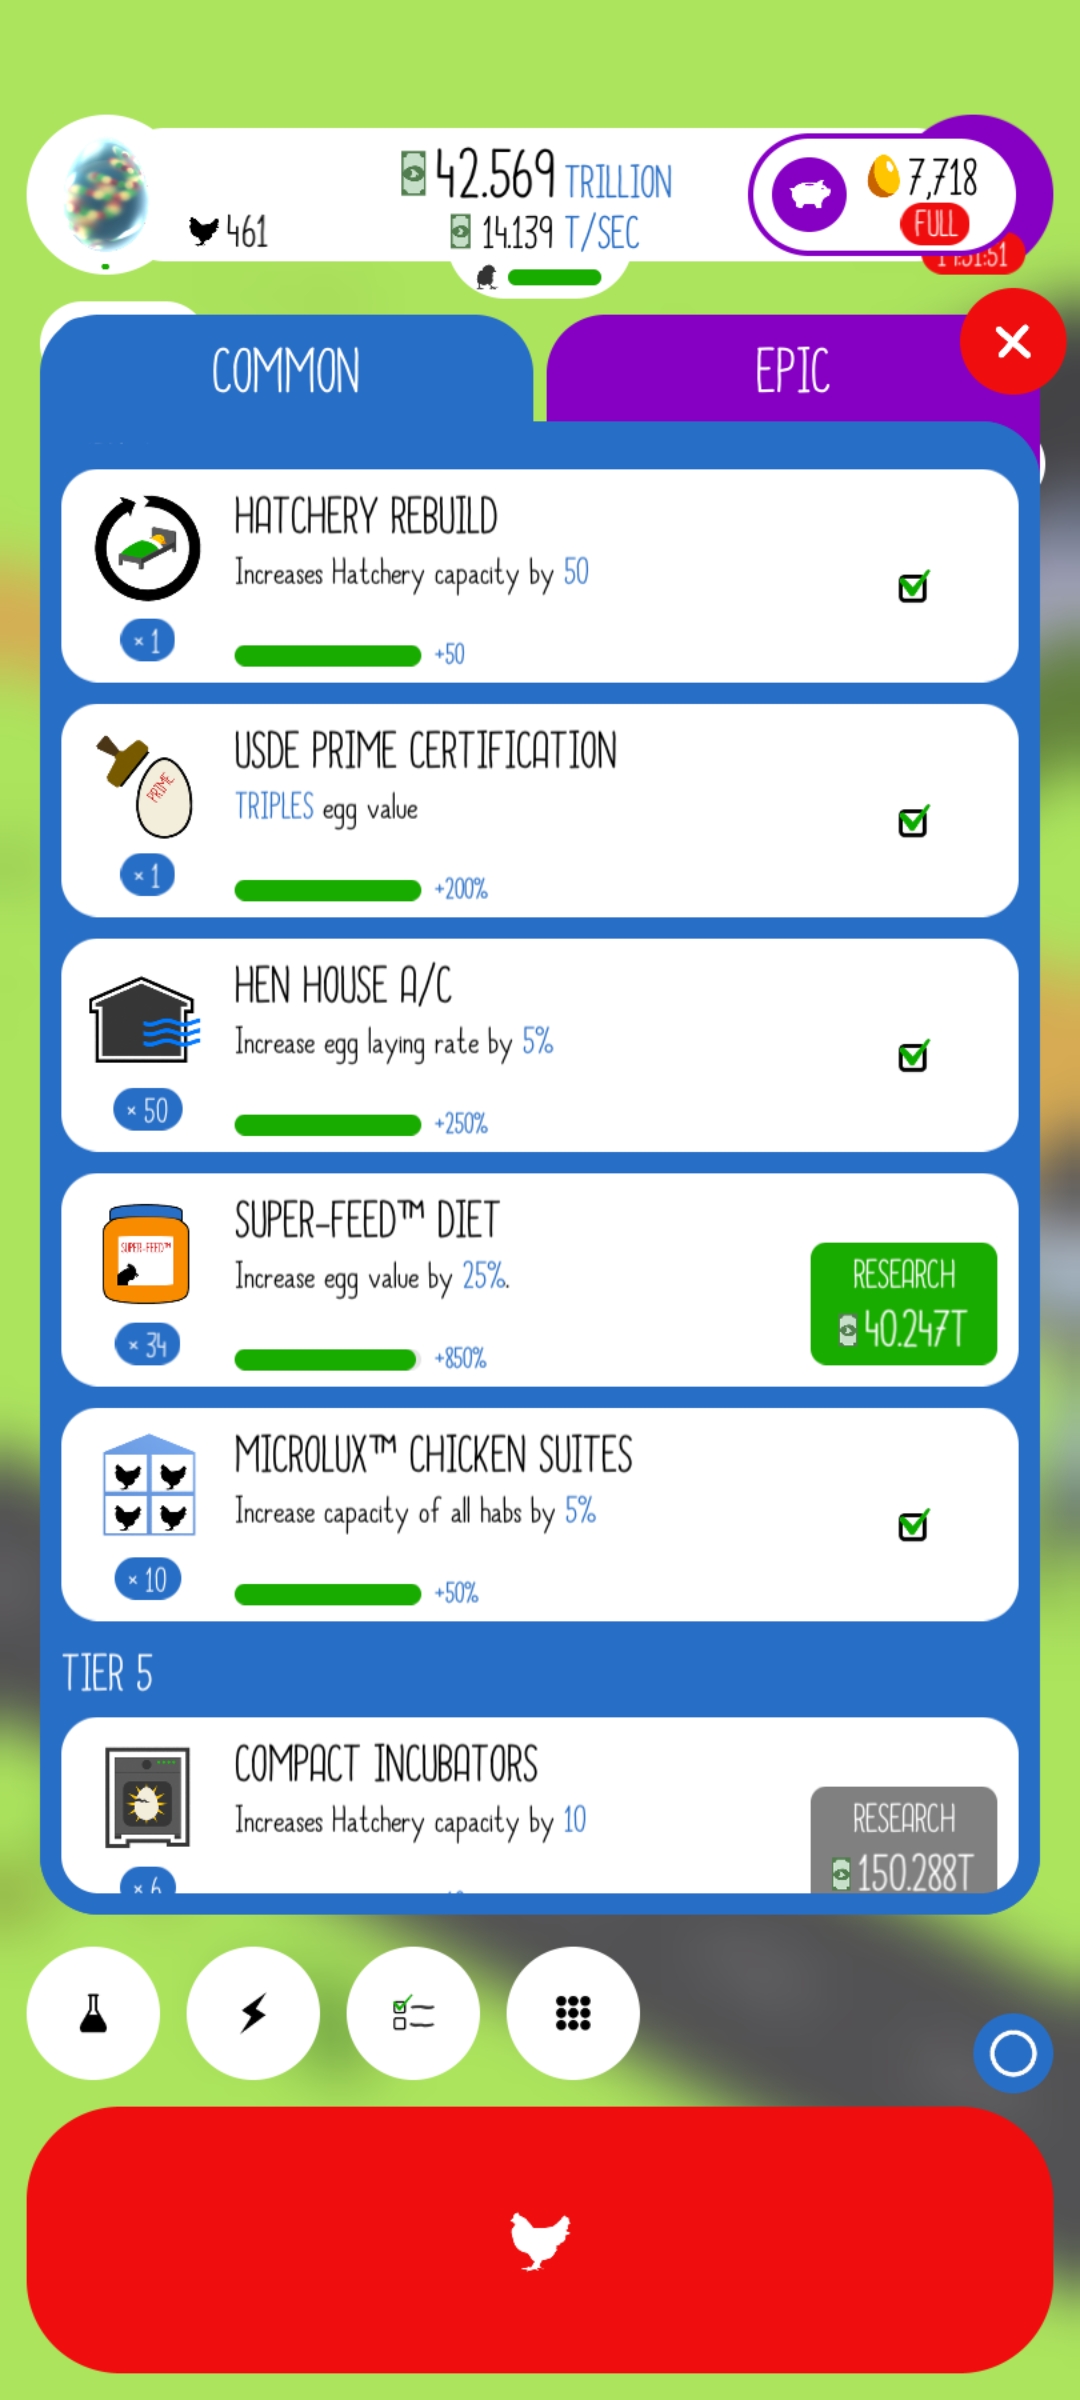 42.569 TRILLION
7,718
461
14.139 T/SEC
FULL
COMMON
EPIC
HATCHERY REBUILD
Increases Hatchery capacity by 50
× 1
+50
USDE PRIME CERTIFICATION
TRIPLES egg value
PRIME
× 1
+200%
HEN HOUSE A/C
Increase egg laying rate by 5%
× 50
+250%
SUPER-FEED™ DIET
Increase egg value by 25%.
SUPER-FEED™
RESEARCH
40.247T
× 34
+850%
MICROLUX™ CHICKEN SUITES
Increase capacity of all habs by 5%
× 10
+50%
TIER 5
COMPACT INCUBATORS
Increases Hatchery capacity by 10
RESEARCH
150.288T
× 6